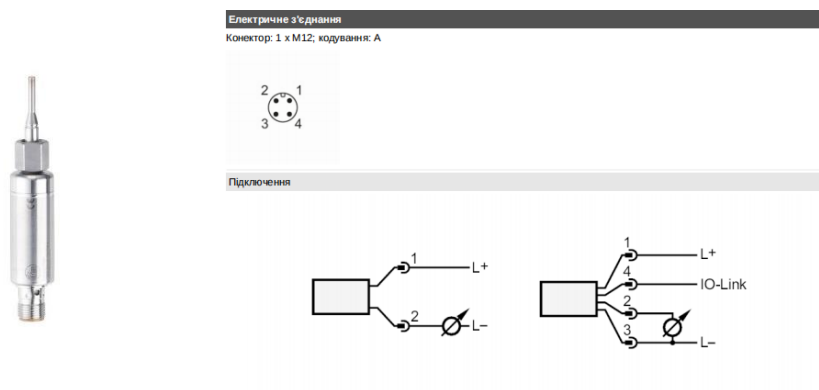 Електричне з'єднання
Конектор: 1 x M12; кодування: A
2 1
3 4
Підключення
1 L+
2 L–
1 L+
4 IO-Link
2
3 L–